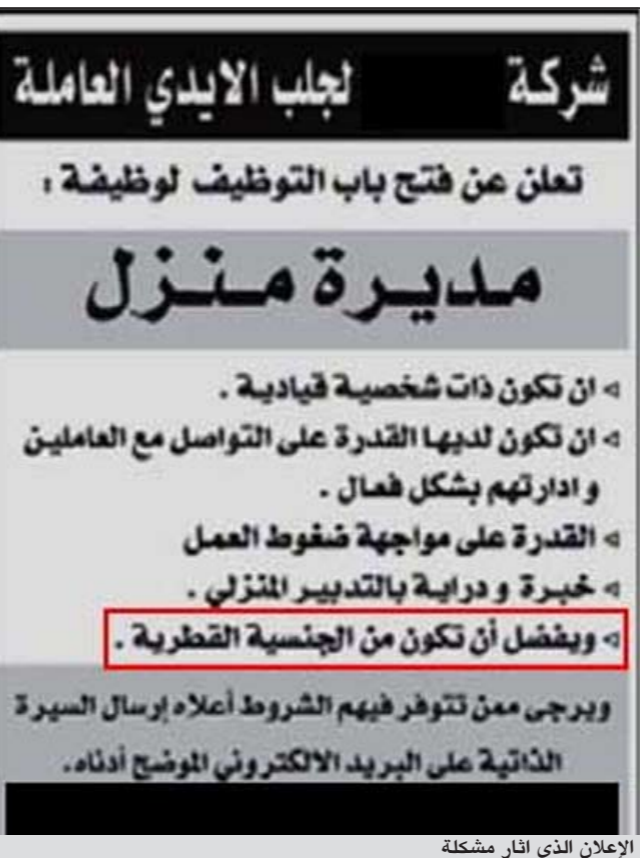 شركة لجلب الايدي العاملة
تعلن عن فتح باب التوظيف لوظيفة :
مديرة منزل
ان تكون ذات شخصية قيادية .
ان تكون لديها القدرة على التواصل مع العاملين
و ادارتهم بشكل فعال .
القدرة على مواجهة ضغوط العمل
خبرة و دراية بالتدبير المنزلي .
ويفضل أن تكون من الجنسية القطرية .
ويرجى ممن تتوفر فيهم الشروط أعلاه إرسال السيرة
الذاتية على البريد الالكتروني الموضح أدناه.
الإعلان الذي اثار مشكلة